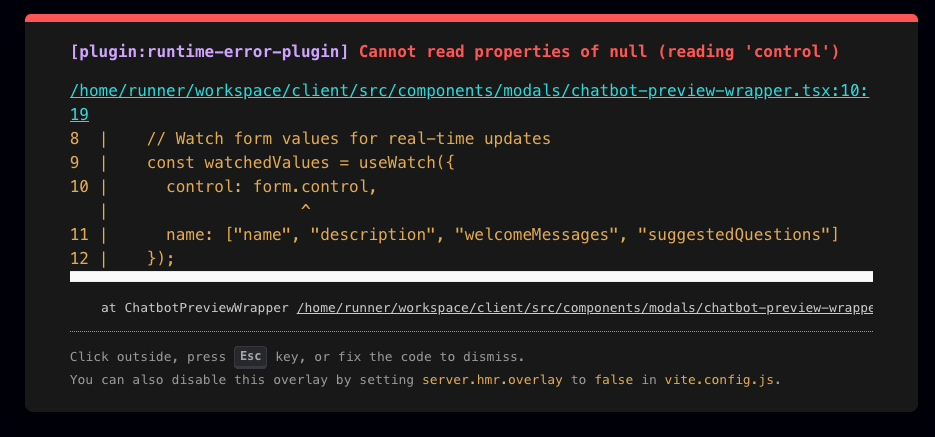 [plugin:runtime-error-plugin] Cannot read properties of null (reading 'control')
/home/runner/workspace/client/src/components/modals/chatbot-preview-wrapper.tsx:10:
19
8  |    // Watch form values for real-time updates
9  |    const watchedValues = useWatch({
10 |      control: form.control,
   |                    ^
11 |      name: ["name", "description", "welcomeMessages", "suggestedQuestions"]
12 |    });
at ChatbotPreviewWrapper /home/runner/workspace/client/src/components/modals/chatbot-preview-wrappe
Click outside, press Esc key, or fix the code to dismiss.
You can also disable this overlay by setting server.hmr.overlay to false in vite.config.js.